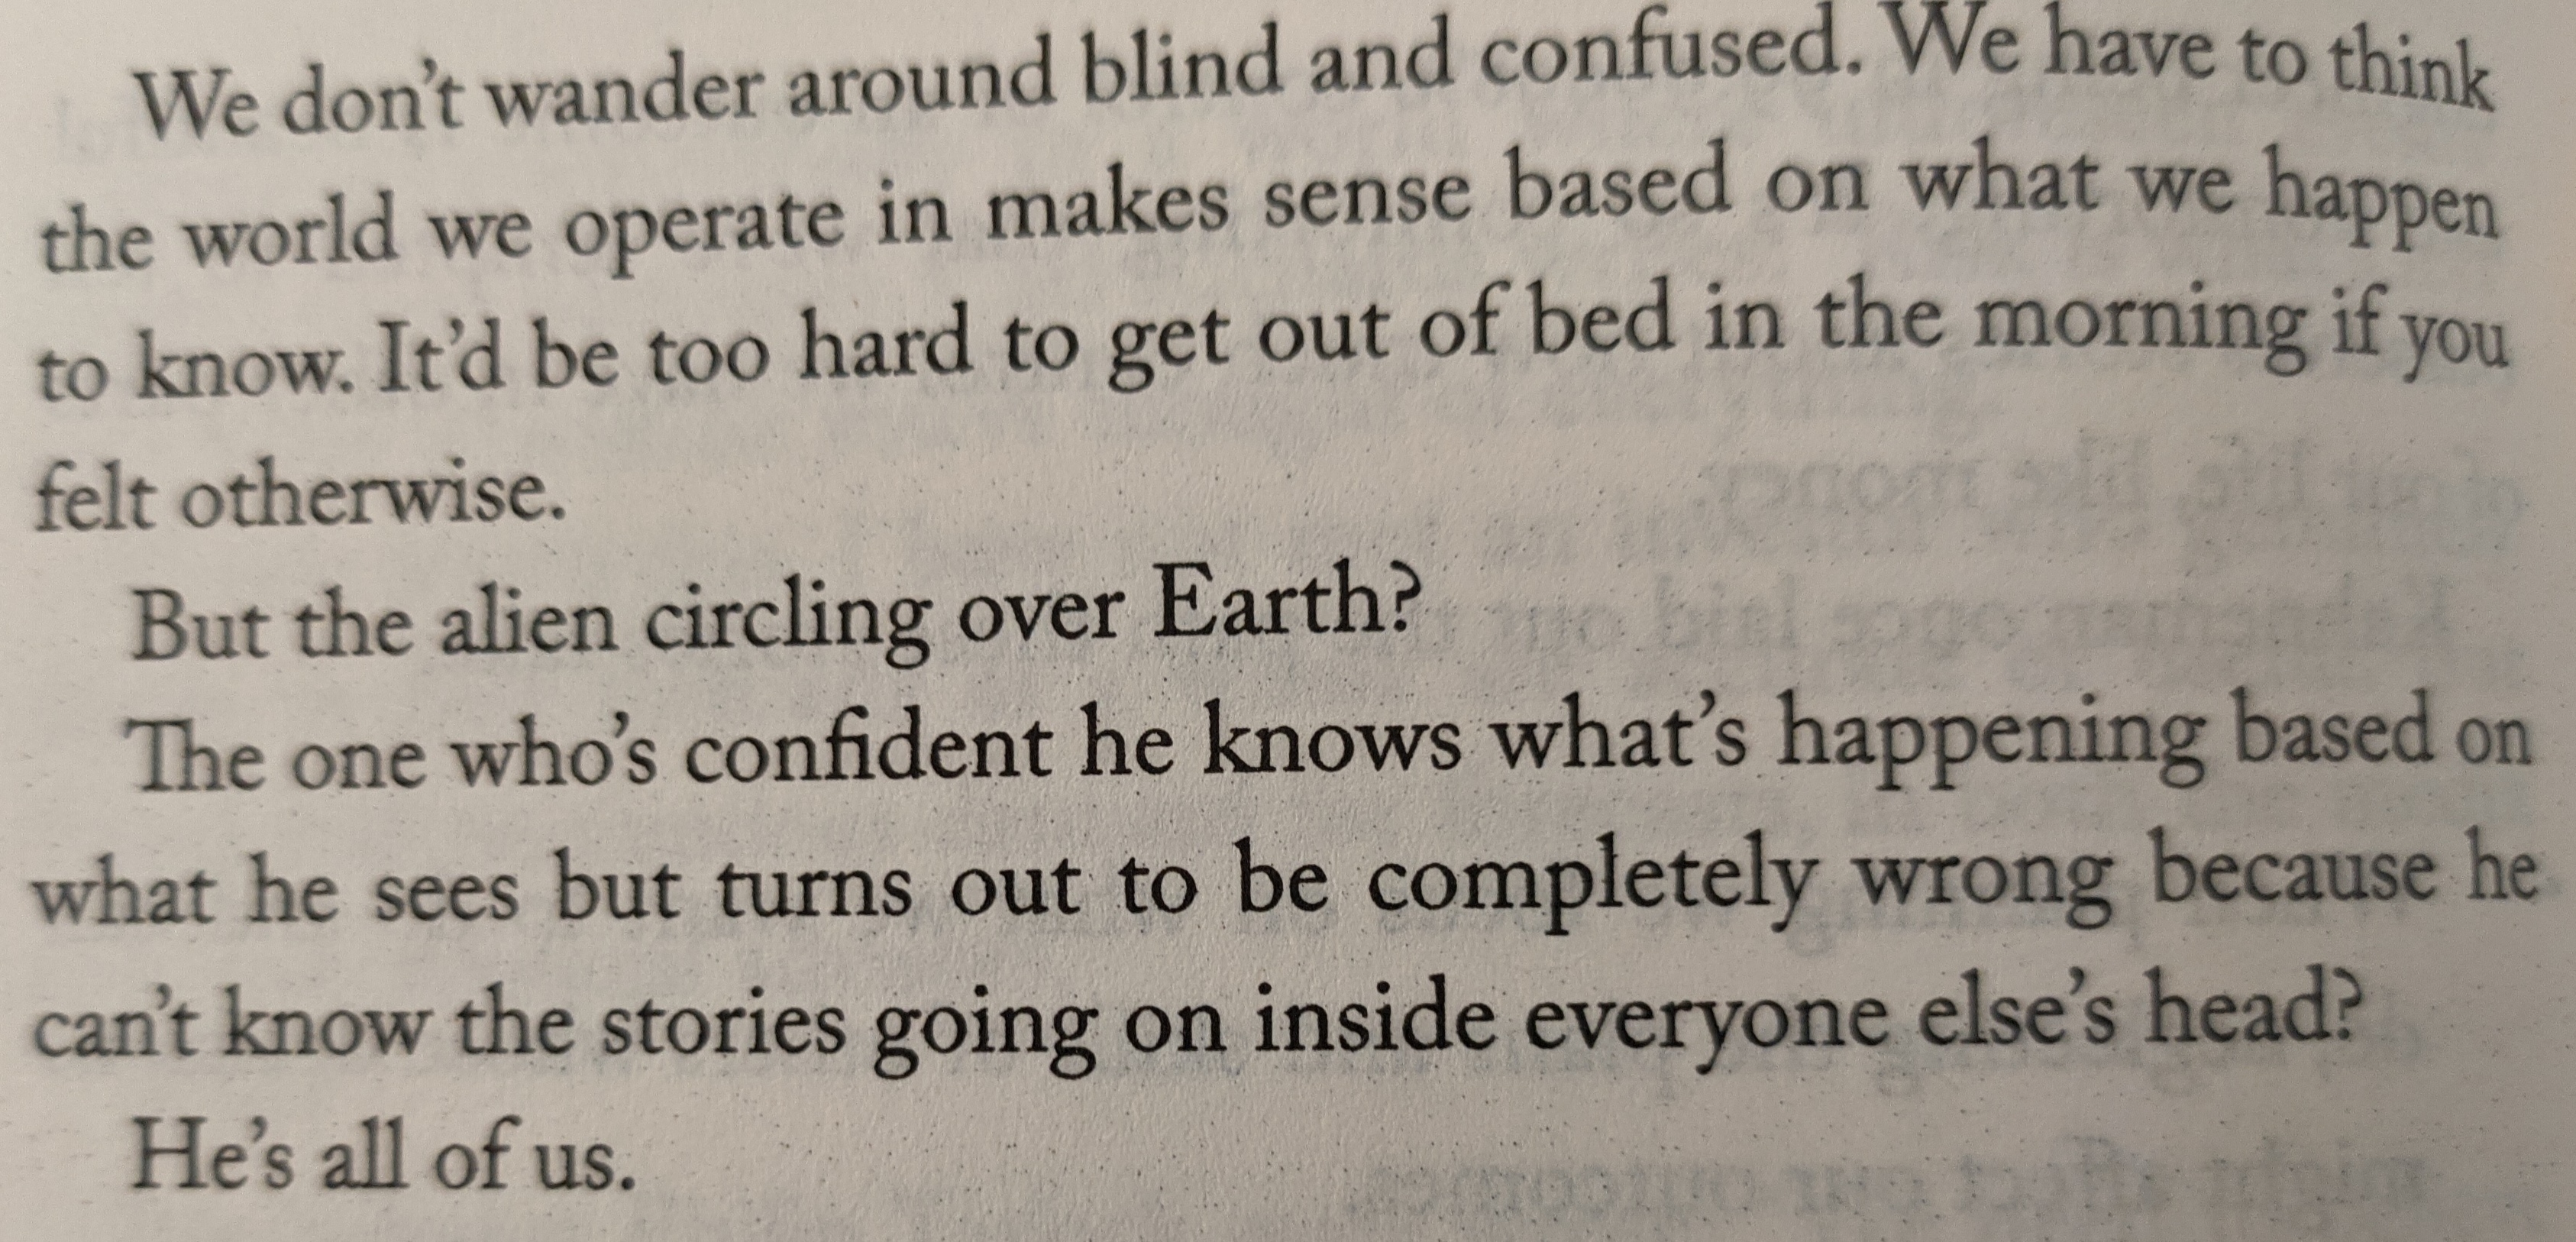 We don't wander around blind and confused. We have to think
the world we operate in makes sense based on what we happen
to know. It'd be too hard to get out of bed in the morning if you
felt otherwise.
But the alien circling over Earth?
The one who's confident he knows what's happening based on
what he sees but turns out to be completely wrong because he
can't know the stories going on inside everyone else's head?
He's all of us.